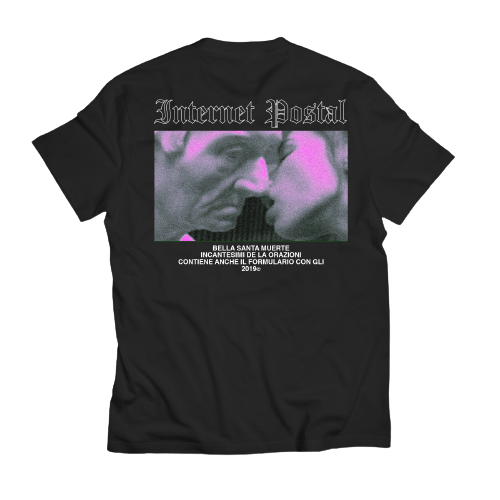 Internet Postal
BELLA SANTA MUERTE
INCANTESIMI DE LA ORAZIONI
CONTIENE ANCHE IL FORMULARIO CON GLI
2019©